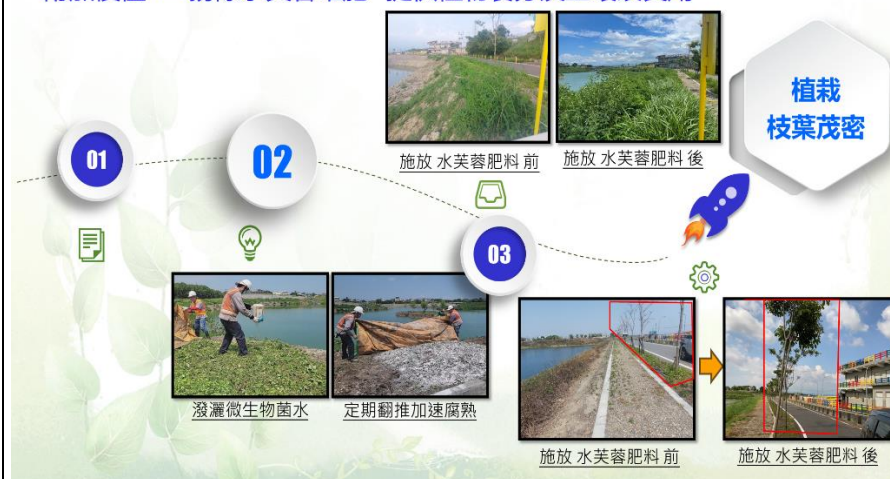 植栽
枝葉茂密
01
02
施放 水芙蓉肥料 前
施放 水芙蓉肥料 後
03
潑灑微生物菌水
定期翻推加速腐熟
施放 水芙蓉肥料 前
施放 水芙蓉肥料 後